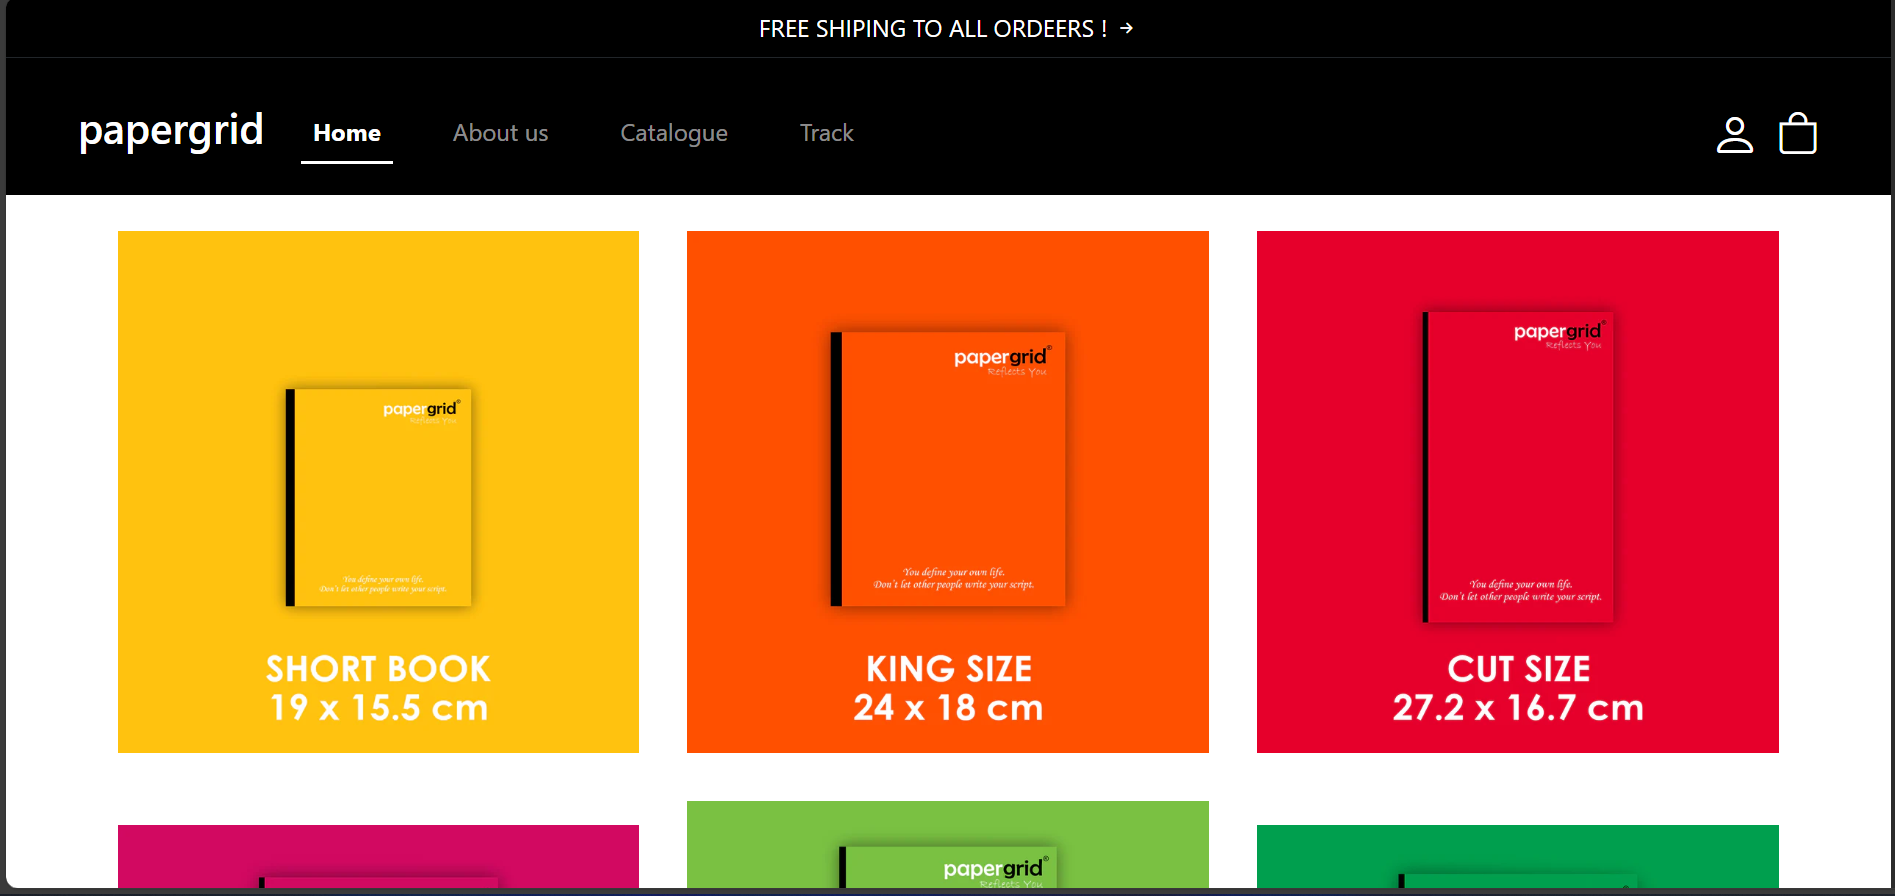 FREE SHIPING TO ALL ORDEERS ! →
papergrid Home About us Catalogue Track
papergrid®
Reflects You
You define your own life.
Don't let other people write your script.
SHORT BOOK
19 x 15.5 cm
papergrid®
Reflects You
You define your own life.
Don't let other people write your script.
KING SIZE
24 x 18 cm
papergrid®
Reflects You
You define your own life.
Don't let other people write your script.
CUT SIZE
27.2 x 16.7 cm
papergrid®
Reflects You